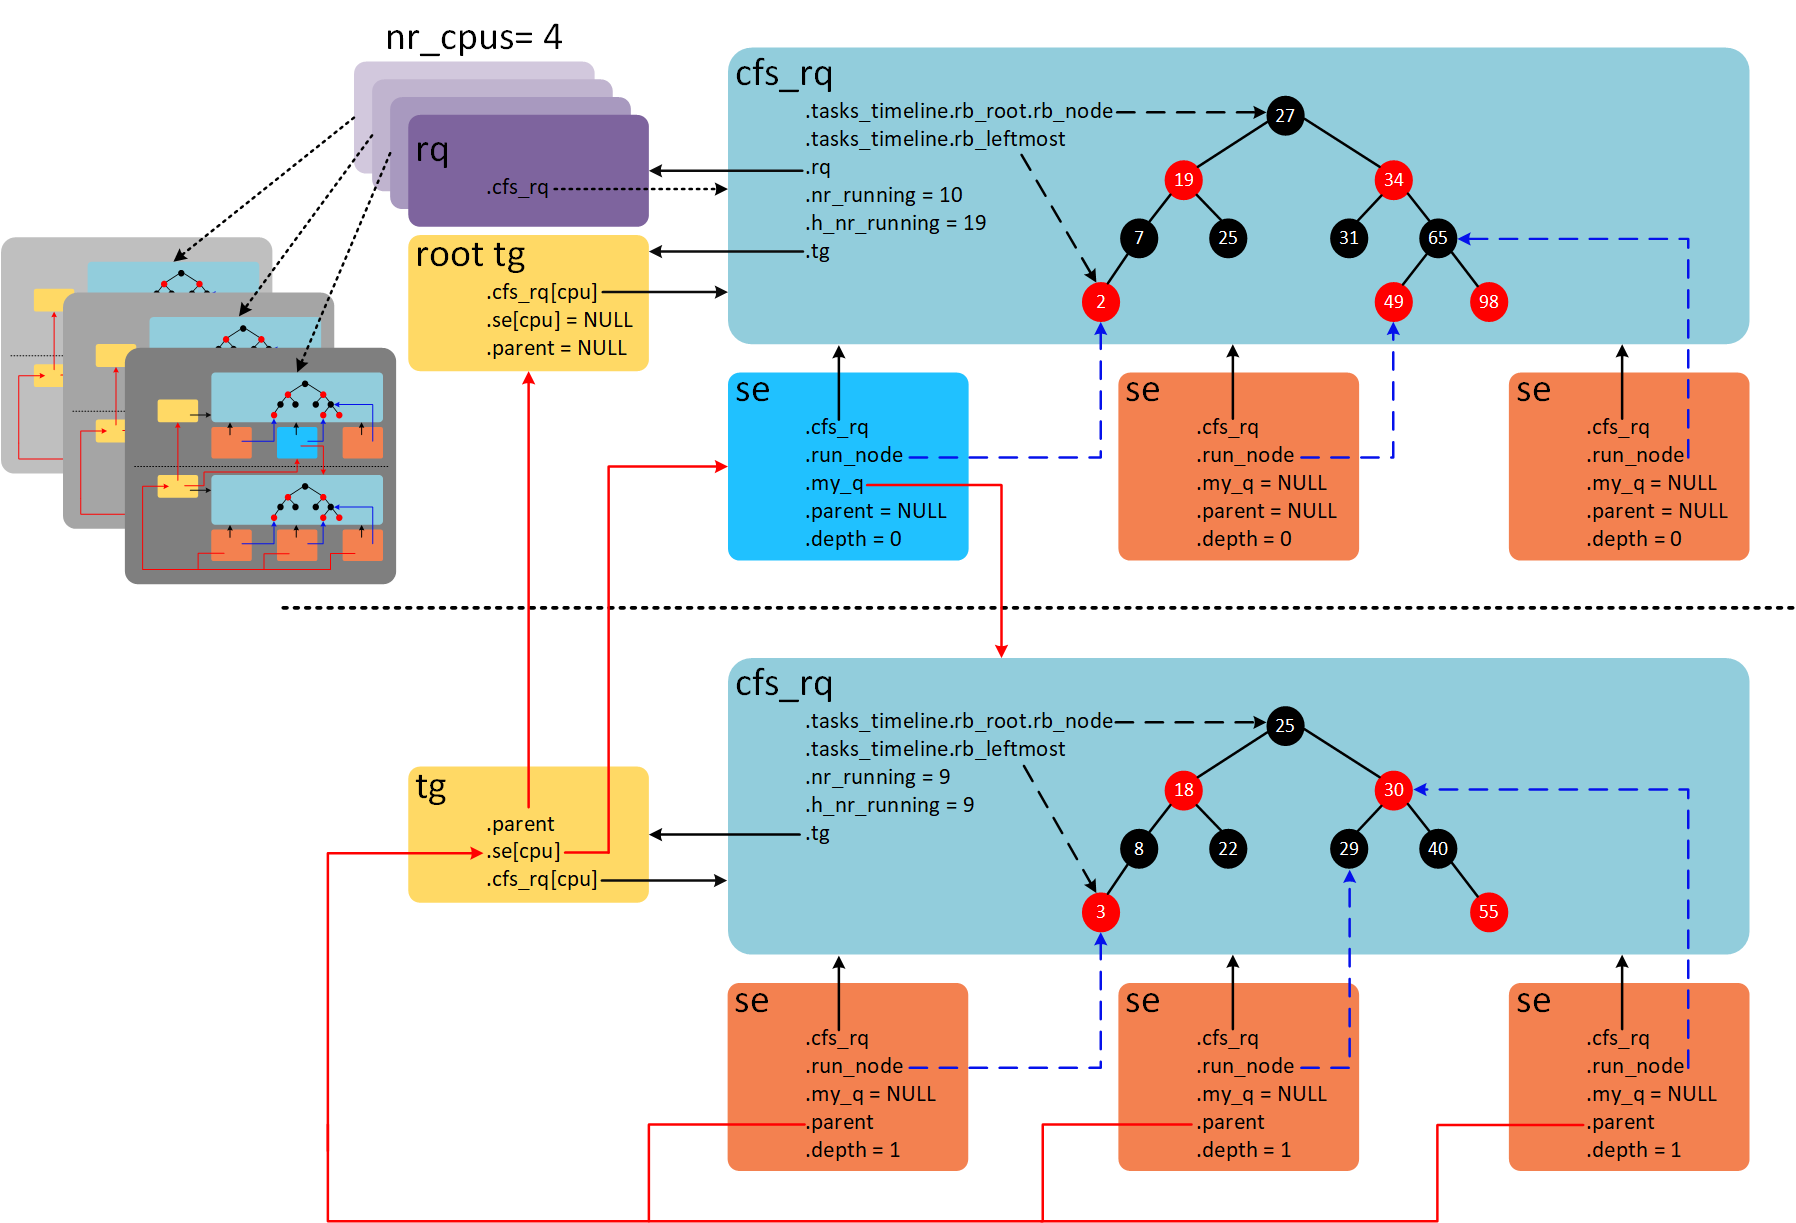 nr_cpus= 4
rq
.cfs_rq
root tg
.cfs_rq[cpu]
.se[cpu] = NULL
.parent = NULL
cfs_rq
.tasks_timeline.rb_root.rb_node
.tasks_timeline.rb_leftmost
.rq
.nr_running = 10
.h_nr_running = 19
.tg
27
19
34
7
25
31
65
2
49
98
se
.cfs_rq
.run_node
.my_q
.parent = NULL
.depth = 0
se
.cfs_rq
.run_node
.my_q = NULL
.parent = NULL
.depth = 0
se
.cfs_rq
.run_node
.my_q = NULL
.parent = NULL
.depth = 0
tg
.parent
.se[cpu]
.cfs_rq[cpu]
cfs_rq
.tasks_timeline.rb_root.rb_node
.tasks_timeline.rb_leftmost
.nr_running = 9
.h_nr_running = 9
.tg
25
18
30
8
22
29
40
3
55
se
.cfs_rq
.run_node
.my_q = NULL
.parent
.depth = 1
se
.cfs_rq
.run_node
.my_q = NULL
.parent
.depth = 1
se
.cfs_rq
.run_node
.my_q = NULL
.parent
.depth = 1